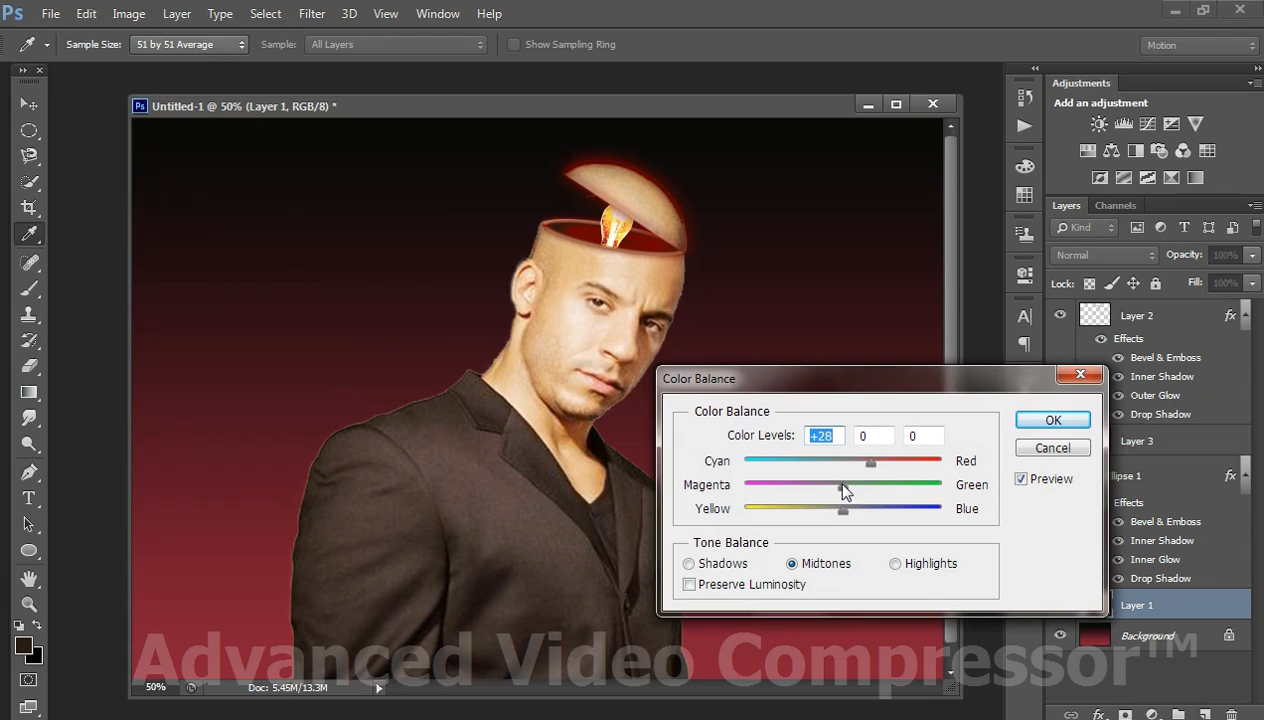 Ps File Edit Image Layer Type Select Filter 3D View Window Help
Sample Size: 51 by 51 Average Sample: All Layers Show Sampling Ring Motion
Untitled-1 @ 50% (Layer 1, RGB/8) *
Adjustments
Add an adjustment
Layers Channels
Kind
Normal Opacity: 100%
Lock: Fill: 100%
Layer 2 fx
Effects
Bevel & Emboss
Inner Shadow
Outer Glow
Drop Shadow
Layer 3
llipse 1 fx
Effects
Bevel & Emboss
Inner Shadow
Inner Glow
Drop Shadow
Layer 1
Background
Color Balance
Color Balance
Color Levels: +28 0 0
Cyan Red
Magenta Green
Yellow Blue
Tone Balance
Shadows Midtones Highlights
Preserve Luminosity
OK
Cancel
Preview
Advanced Video Compressor™
50% Doc: 5.45M/13.3M